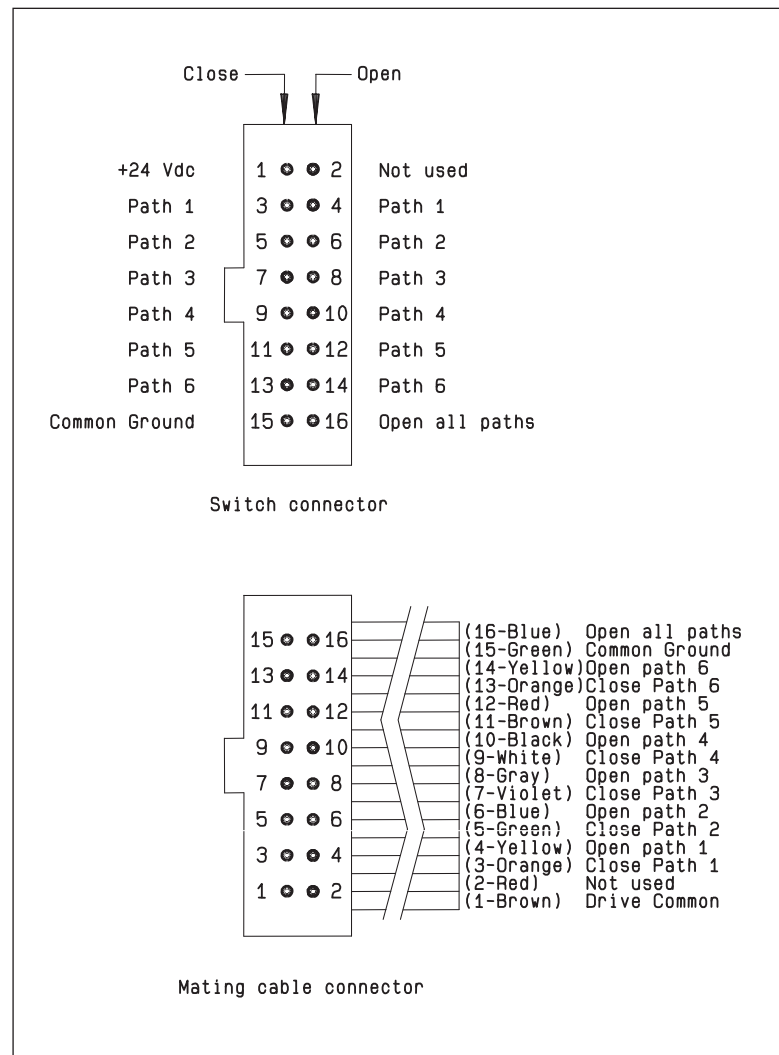 Close Open
+24 Vdc 1 2 Not used
Path 1 3 4 Path 1
Path 2 5 6 Path 2
Path 3 7 8 Path 3
Path 4 9 10 Path 4
Path 5 11 12 Path 5
Path 6 13 14 Path 6
Common Ground 15 16 Open all paths
Switch connector
15 16
13 14
11 12
9 10
7 8
5 6
3 4
1 2
(16-Blue) Open all paths
(15-Green) Common Ground
(14-Yellow) Open path 6
(13-Orange) Close Path 6
(12-Red) Open path 5
(11-Brown) Close Path 5
(10-Black) Open path 4
(9-White) Close Path 4
(8-Gray) Open path 3
(7-Violet) Close Path 3
(6-Blue) Open path 2
(5-Green) Close Path 2
(4-Yellow) Open path 1
(3-Orange) Close Path 1
(2-Red) Not used
(1-Brown) Drive Common
Mating cable connector